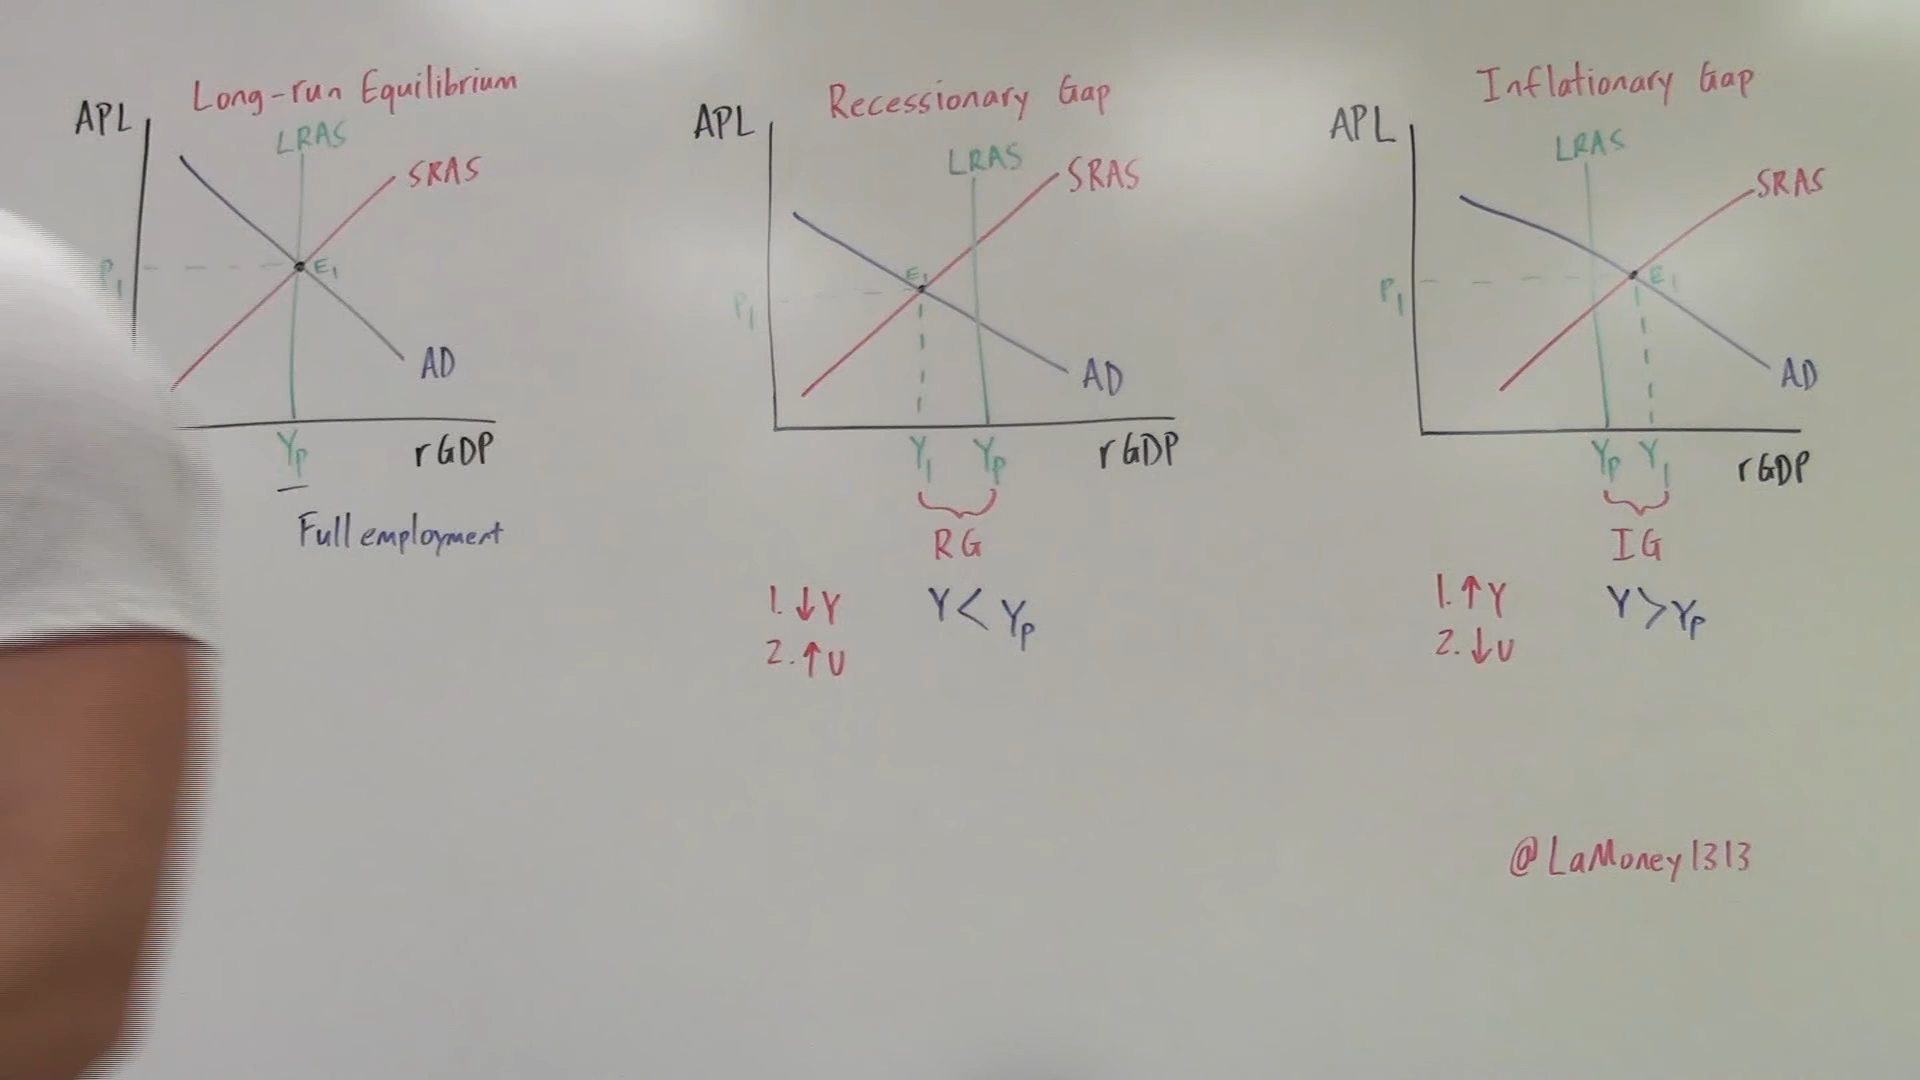 Long-run Equilibrium
APL
LRAS
SRAS
P₁
E₁
AD
Yₚ
rGDP
Full employment
Recessionary Gap
APL
LRAS
SRAS
E₁
P₁
AD
Y₁ Yₚ
rGDP
RG
1. ↓Y
Y < Yₚ
2. ↑U
Inflationary Gap
APL
LRAS
SRAS
P₁
E₁
AD
Yₚ Y₁
rGDP
IG
1. ↑Y
Y > Yₚ
2. ↓U
@LaMoney1313